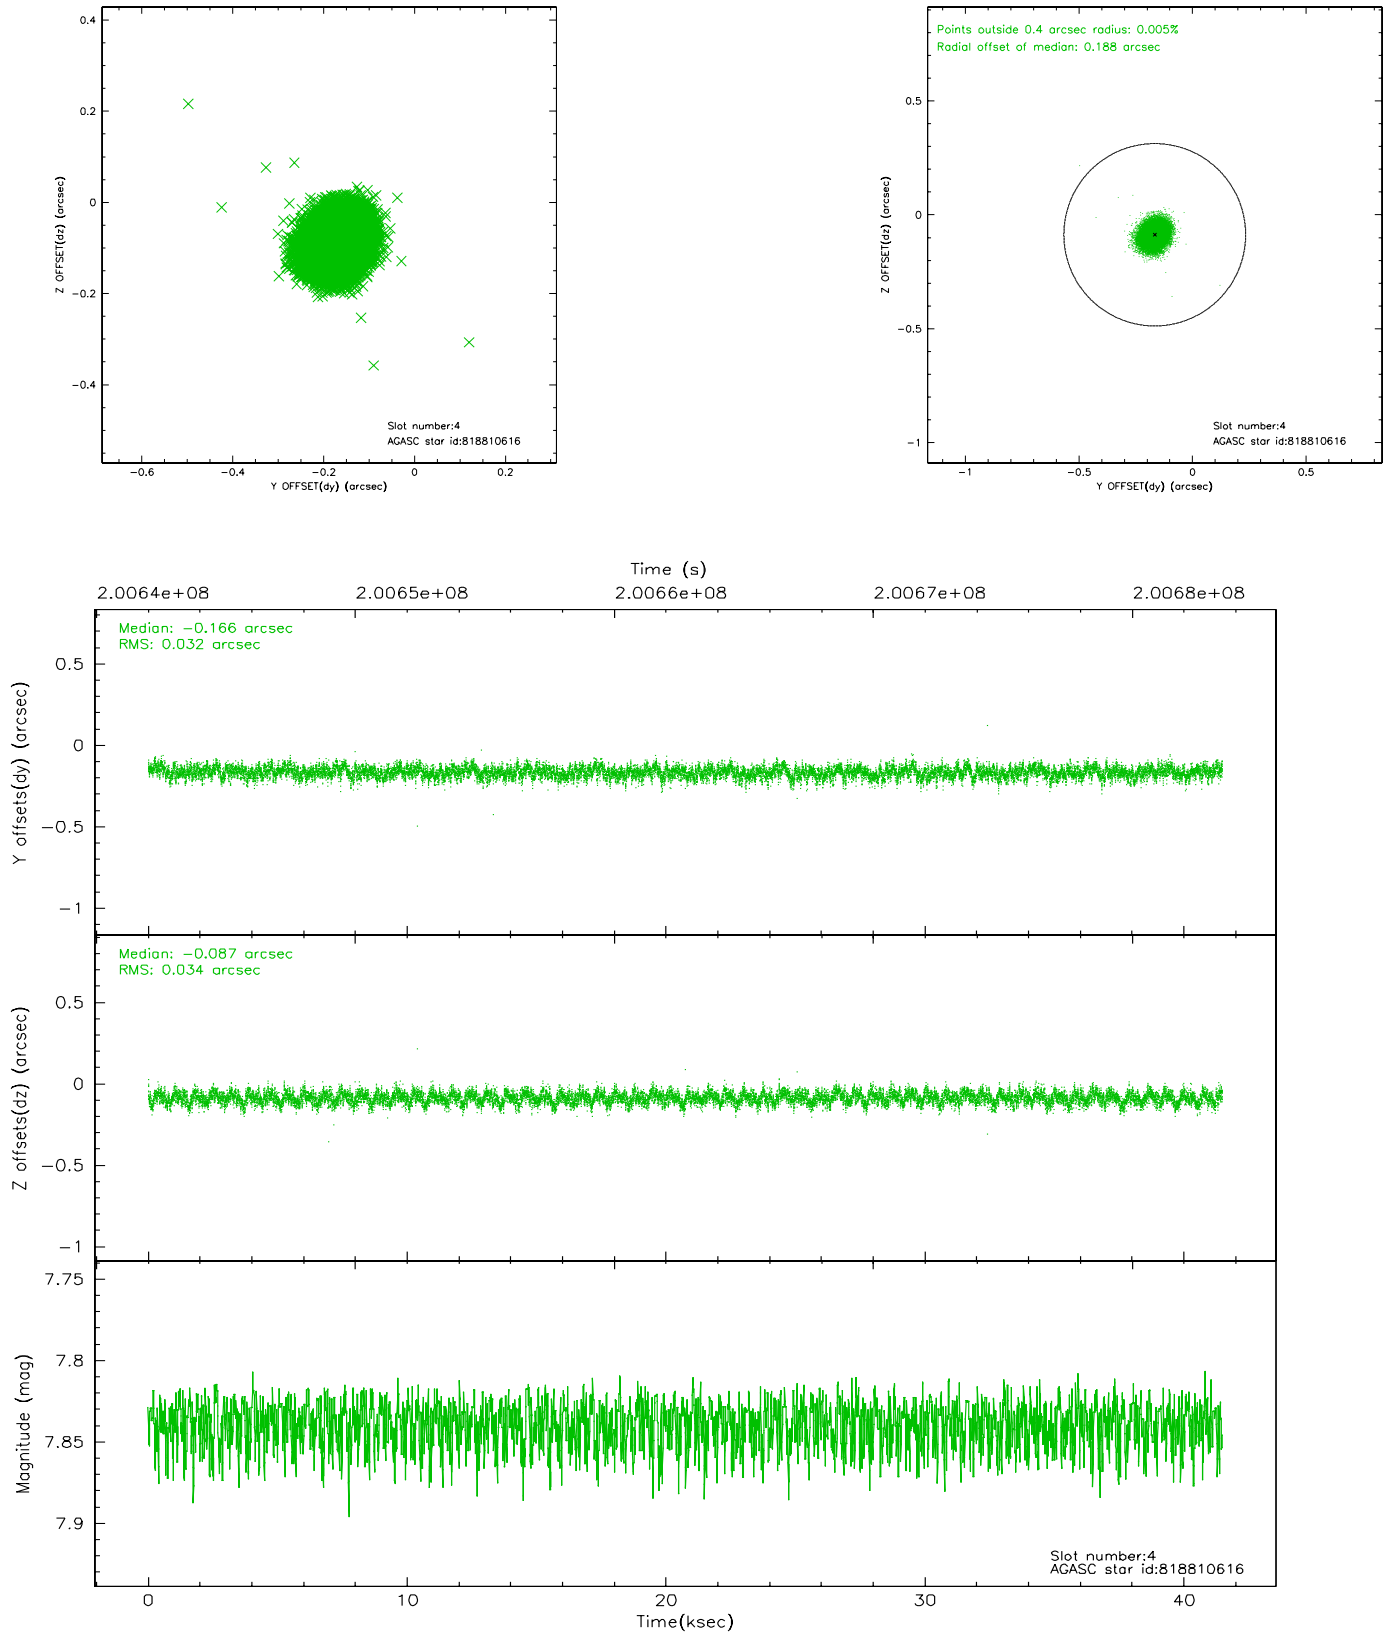 0.4
0.2
0
-0.2
-0.4
Z OFFSET(dz) (arcsec)
Slot number:4
AGASC star id:818810616
-0.6 -0.4 -0.2 0 0.2
Y OFFSET(dy) (arcsec)
Points outside 0.4 arcsec radius: 0.005%
Radial offset of median: 0.188 arcsec
0.5
0
-0.5
-1
Z OFFSET(dz) (arcsec)
Slot number:4
AGASC star id:818810616
-1 -0.5 0 0.5
Y OFFSET(dy) (arcsec)
Time (s)
2.0064e+08 2.0065e+08 2.0066e+08 2.0067e+08 2.0068e+08
Median: -0.166 arcsec
RMS: 0.032 arcsec
0.5
0
-0.5
-1
Y offsets(dy) (arcsec)
Median: -0.087 arcsec
RMS: 0.034 arcsec
0.5
0
-0.5
-1
Z offsets(dz) (arcsec)
7.75
7.8
7.85
7.9
Magnitude (mag)
Slot number:4
AGASC star id:818810616
0 10 20 30 40
Time(ksec)